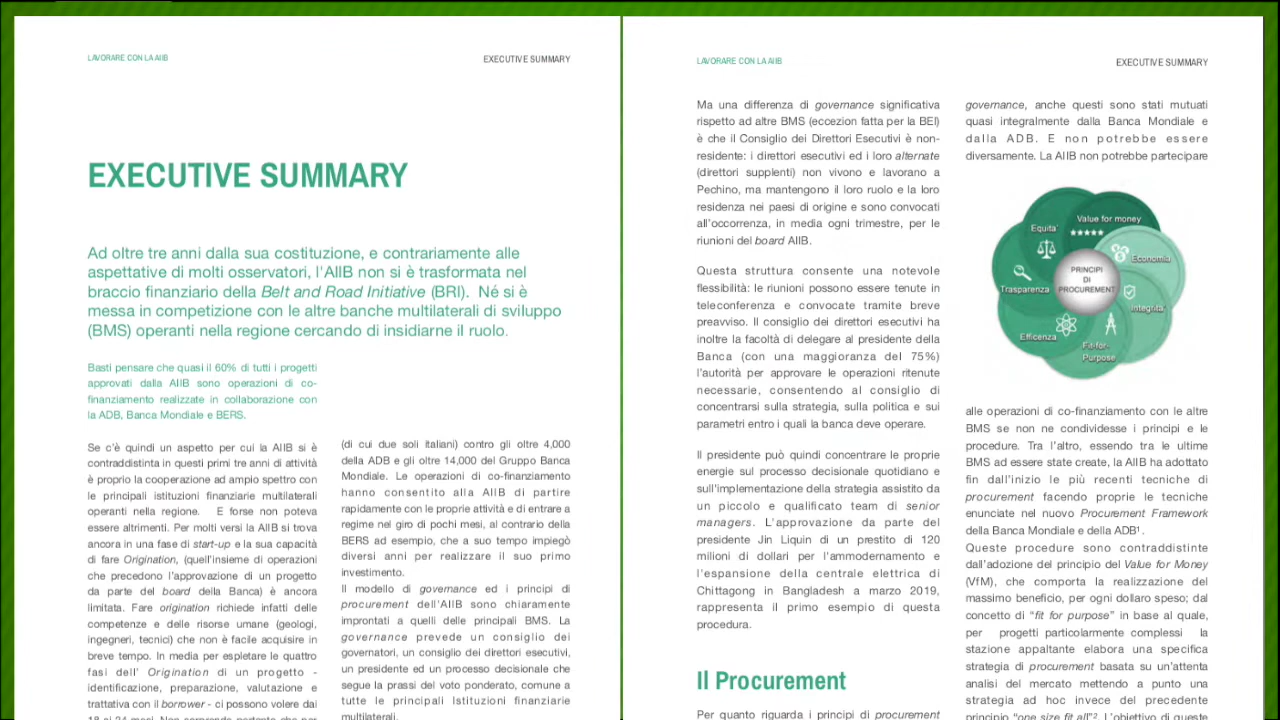 LAVORARE CON LA AIIB
EXECUTIVE SUMMARY
EXECUTIVE SUMMARY
Ad oltre tre anni dalla sua costituzione, e contrariamente alle
aspettative di molti osservatori, l'AIIB non si è trasformata nel
braccio finanziario della Belt and Road Initiative (BRI). Né si è
messa in competizione con le altre banche multilaterali di sviluppo
(BMS) operanti nella regione cercando di insidiarne il ruolo.
Basti pensare che quasi il 60% di tutti i progetti
approvati dalla AIIB sono operazioni di co-
finanziamento realizzate in collaborazione con
la ADB, Banca Mondiale e BERS.
Se c'è quindi un aspetto per cui la AIIB si è
contraddistinta in questi primi tre anni di attività
è proprio la cooperazione ad ampio spettro con
le principali istituzioni finanziarie multilaterali
operanti nella regione. E forse non poteva
essere altrimenti. Per molti versi la AIIB si trova
ancora in una fase di start-up e la sua capacità
di fare Origination, (quell'insieme di operazioni
che precedono l'approvazione di un progetto
da parte del board della Banca) è ancora
limitata. Fare origination richiede infatti delle
competenze e delle risorse umane (geologi,
ingegneri, tecnici) che non è facile acquisire in
breve tempo. In media per espletare le quattro
fasi dell' Origination di un progetto -
identificazione, preparazione, valutazione e
trattativa con il borrower - ci possono volere dai
18 ai 24 mesi. Non sorprende pertanto che per
(di cui due soli italiani) contro gli oltre 4,000
della ADB e gli oltre 14,000 del Gruppo Banca
Mondiale. Le operazioni di co-finanziamento
hanno consentito alla AIIB di partire
rapidamente con le proprie attività e di entrare a
regime nel giro di pochi mesi, al contrario della
BERS ad esempio, che a suo tempo impiegò
diversi anni per realizzare il suo primo
investimento.
Il modello di governance ed i principi di
procurement dell'AIIB sono chiaramente
improntati a quelli delle principali BMS. La
governance prevede un consiglio dei
governatori, un consiglio dei direttori esecutivi,
un presidente ed un processo decisionale che
segue la prassi del voto ponderato, comune a
tutte le principali Istituzioni finanziarie
multilaterali.
LAVORARE CON LA AIIB
EXECUTIVE SUMMARY
Ma una differenza di governance significativa
rispetto ad altre BMS (eccezion fatta per la BEI)
è che il Consiglio dei Direttori Esecutivi è non-
residente: i direttori esecutivi ed i loro alternate
(direttori supplenti) non vivono e lavorano a
Pechino, ma mantengono il loro ruolo e la loro
residenza nei paesi di origine e sono convocati
all'occorrenza, in media ogni trimestre, per le
riunioni del board AIIB.
Questa struttura consente una notevole
flessibilità: le riunioni possono essere tenute in
teleconferenza e convocate tramite breve
preavviso. Il consiglio dei direttori esecutivi ha
inoltre la facoltà di delegare al presidente della
Banca (con una maggioranza del 75%)
l'autorità per approvare le operazioni ritenute
necessarie, consentendo al consiglio di
concentrarsi sulla strategia, sulla politica e sui
parametri entro i quali la banca deve operare.
Il presidente può quindi concentrare le proprie
energie sul processo decisionale quotidiano e
sull'implementazione della strategia assistito da
un piccolo e qualificato team di senior
managers. L'approvazione da parte del
presidente Jin Liquin di un prestito di 120
milioni di dollari per l'ammodernamento e
l'espansione della centrale elettrica di
Chittagong in Bangladesh a marzo 2019,
rappresenta il primo esempio di questa
procedura.
Il Procurement
Per quanto riguarda i principi di procurement
governance, anche questi sono stati mutuati
quasi integralmente dalla Banca Mondiale e
dalla ADB. E non potrebbe essere
diversamente. La AIIB non potrebbe partecipare
Value for money
Equita'
Economia
PRINCIPI
DI
PROCUREMENT
Trasparenza
Integrita'
Efficenza
Fit-for-
Purpose
alle operazioni di co-finanziamento con le altre
BMS se non ne condividesse i principi e le
procedure. Tra l'altro, essendo tra le ultime
BMS ad essere state create, la AIIB ha adottato
fin dall'inizio le più recenti tecniche di
procurement facendo proprie le tecniche
enunciate nel nuovo Procurement Framework
della Banca Mondiale e della ADB¹.
Queste procedure sono contraddistinte
dall'adozione del principio del Value for Money
(VfM), che comporta la realizzazione del
massimo beneficio, per ogni dollaro speso; dal
concetto di "fit for purpose" in base al quale,
per progetti particolarmente complessi la
stazione appaltante elabora una specifica
strategia di procurement basata su un'attenta
analisi del mercato mettendo a punto una
strategia ad hoc invece del precedente
principio "one size fit all"². L'obiettivo di queste